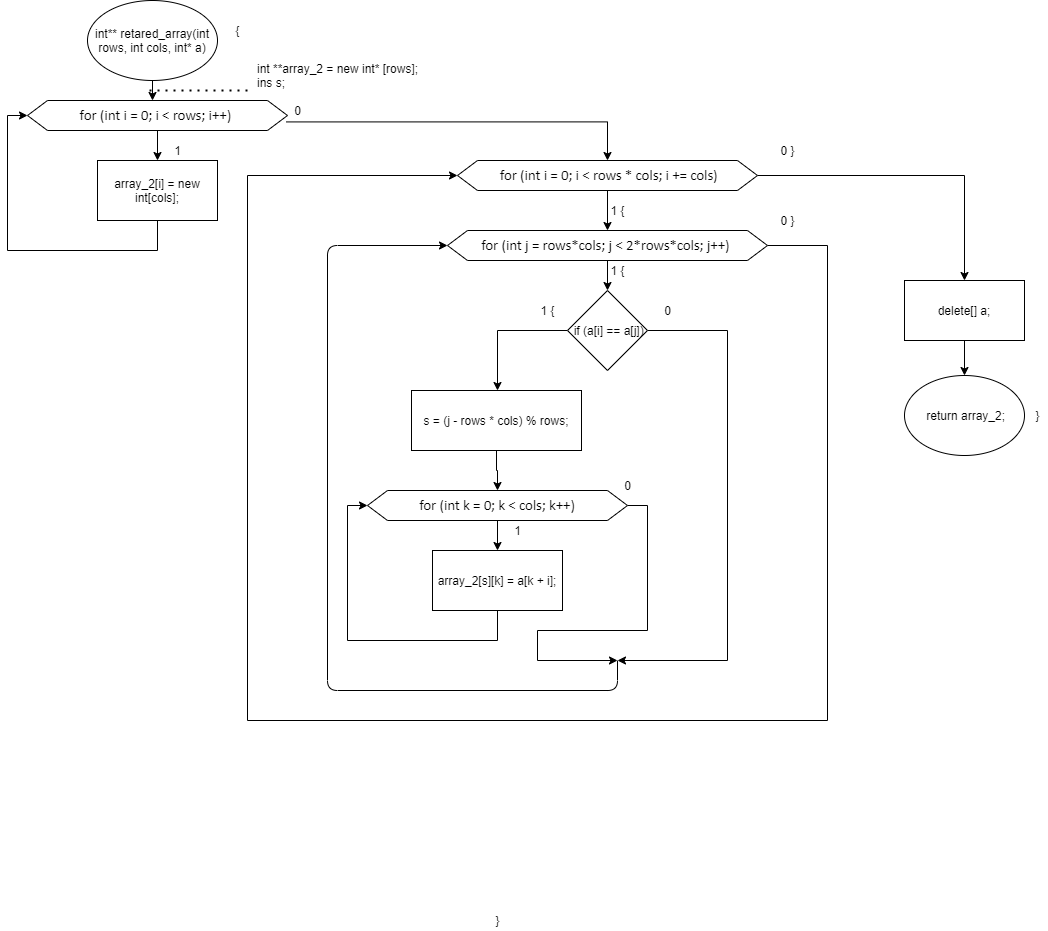 int** retared_array(int
rows, int cols, int* a)
{
int **array_2 = new int* [rows];
ins s;
for (int i = 0; i < rows; i++)
0
1
array_2[i] = new
int[cols];
0 }
for (int i = 0; i < rows * cols; i += cols)
1 {
0 }
for (int j = rows*cols; j < 2*rows*cols; j++)
1 {
1 {
0
if (a[i] == a[j])
s = (j - rows * cols) % rows;
0
for (int k = 0; k < cols; k++)
1
array_2[s][k] = a[k + i];
delete[] a;
return array_2;
}
}